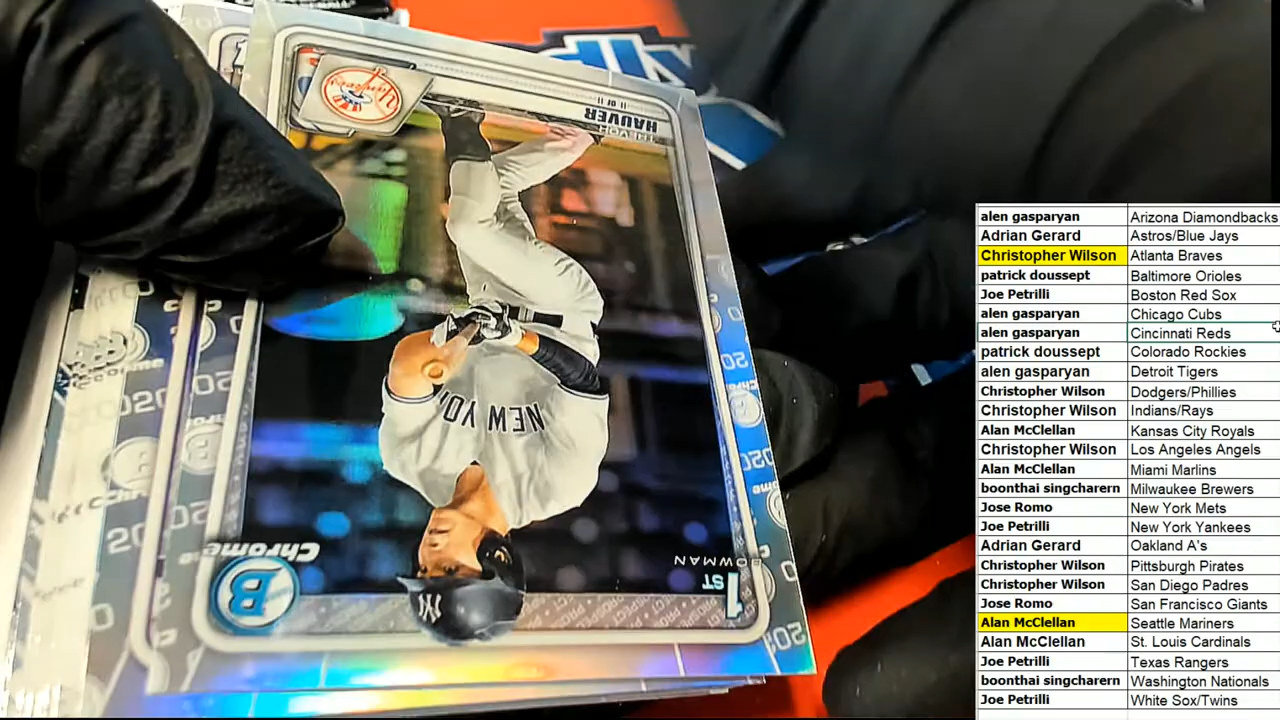 TREVOR
HAUVER
II OF II
Yankees
NEW YO
Chrome
B
1ST
BOWMAN
alen gasparyan Arizona Diamondbacks
Adrian Gerard Astros/Blue Jays
Christopher Wilson Atlanta Braves
patrick doussept Baltimore Orioles
Joe Petrilli Boston Red Sox
alen gasparyan Chicago Cubs
alen gasparyan Cincinnati Reds
patrick doussept Colorado Rockies
alen gasparyan Detroit Tigers
Christopher Wilson Dodgers/Phillies
Christopher Wilson Indians/Rays
Alan McClellan Kansas City Royals
Christopher Wilson Los Angeles Angels
Alan McClellan Miami Marlins
boonthai singcharern Milwaukee Brewers
Jose Romo New York Mets
Joe Petrilli New York Yankees
Adrian Gerard Oakland A's
Christopher Wilson Pittsburgh Pirates
Christopher Wilson San Diego Padres
Jose Romo San Francisco Giants
Alan McClellan Seattle Mariners
Alan McClellan St. Louis Cardinals
Joe Petrilli Texas Rangers
boonthai singcharern Washington Nationals
Joe Petrilli White Sox/Twins